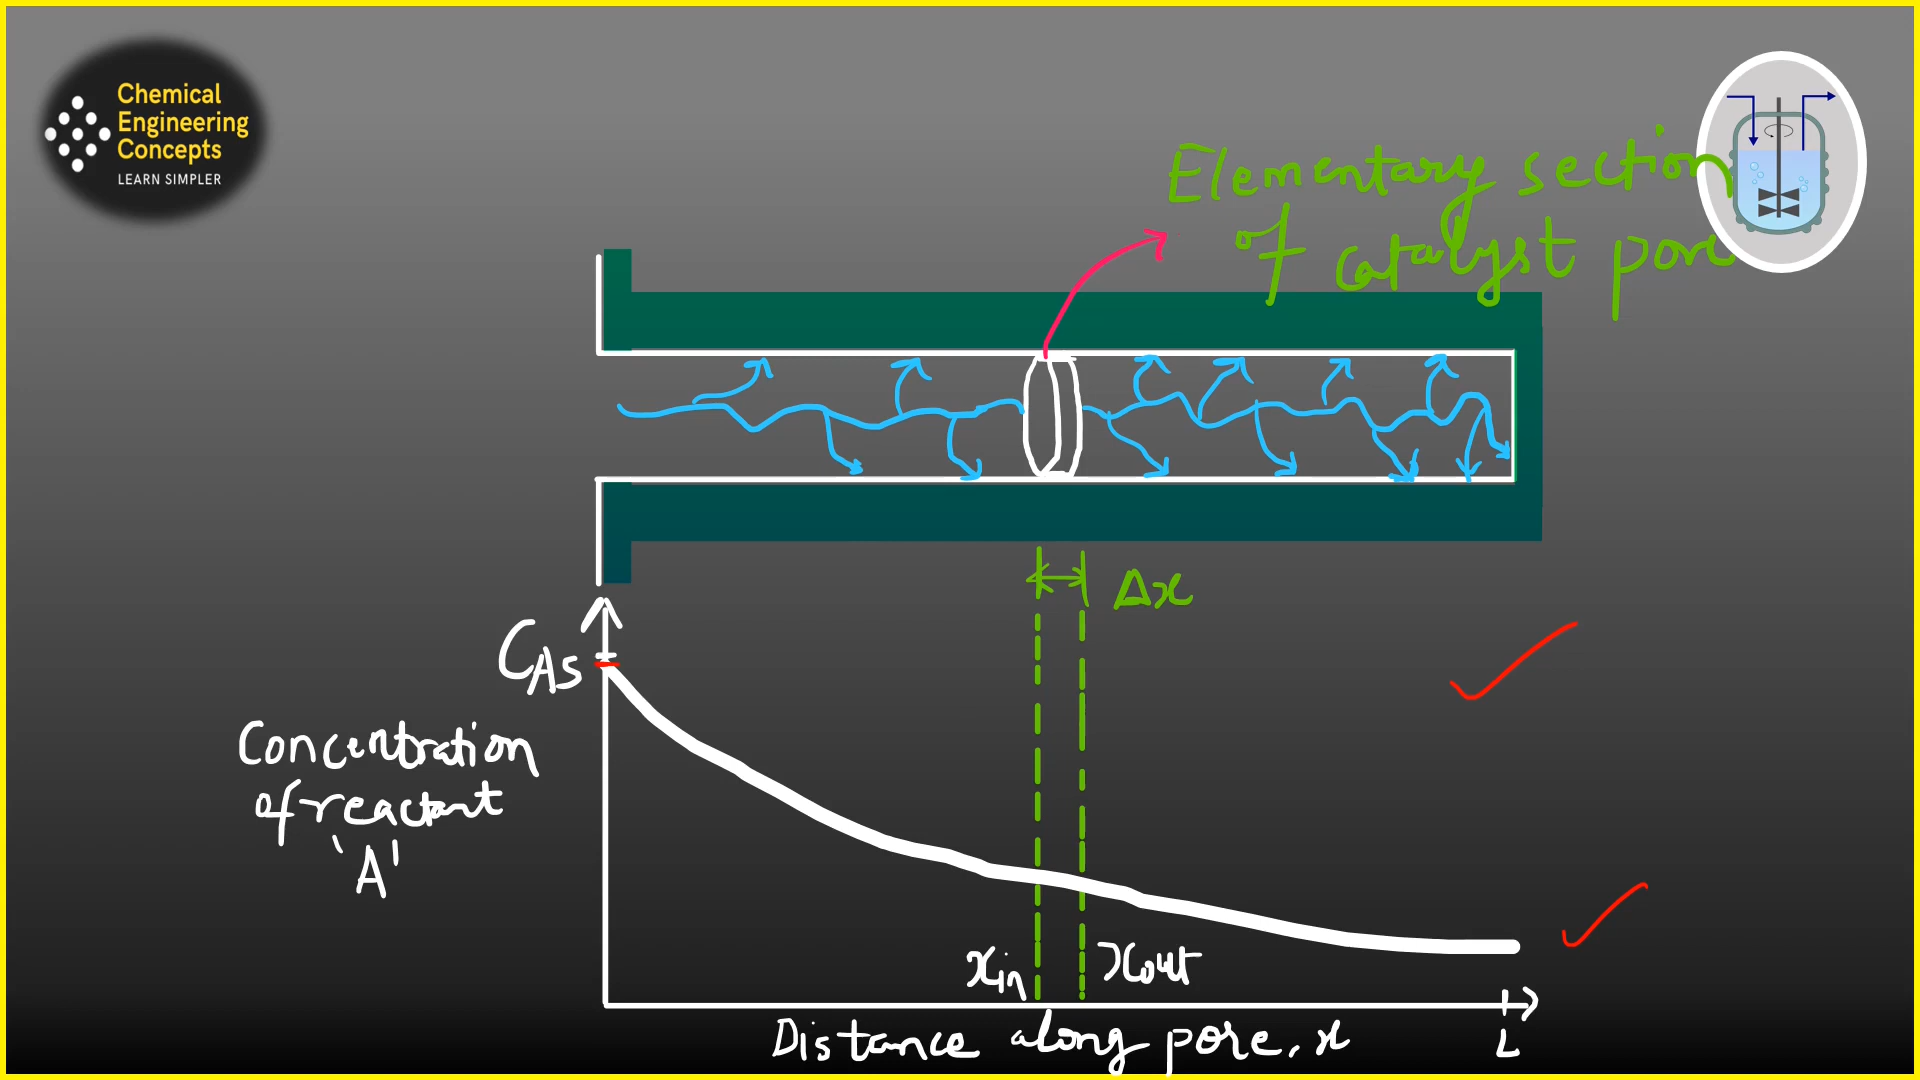 Chemical
Engineering
Concepts
LEARN SIMPLER
Elementary section
of catalyst pore
Δx
CAs
Concentration
of reactant
'A'
xin
xout
L
Distance along pore, x